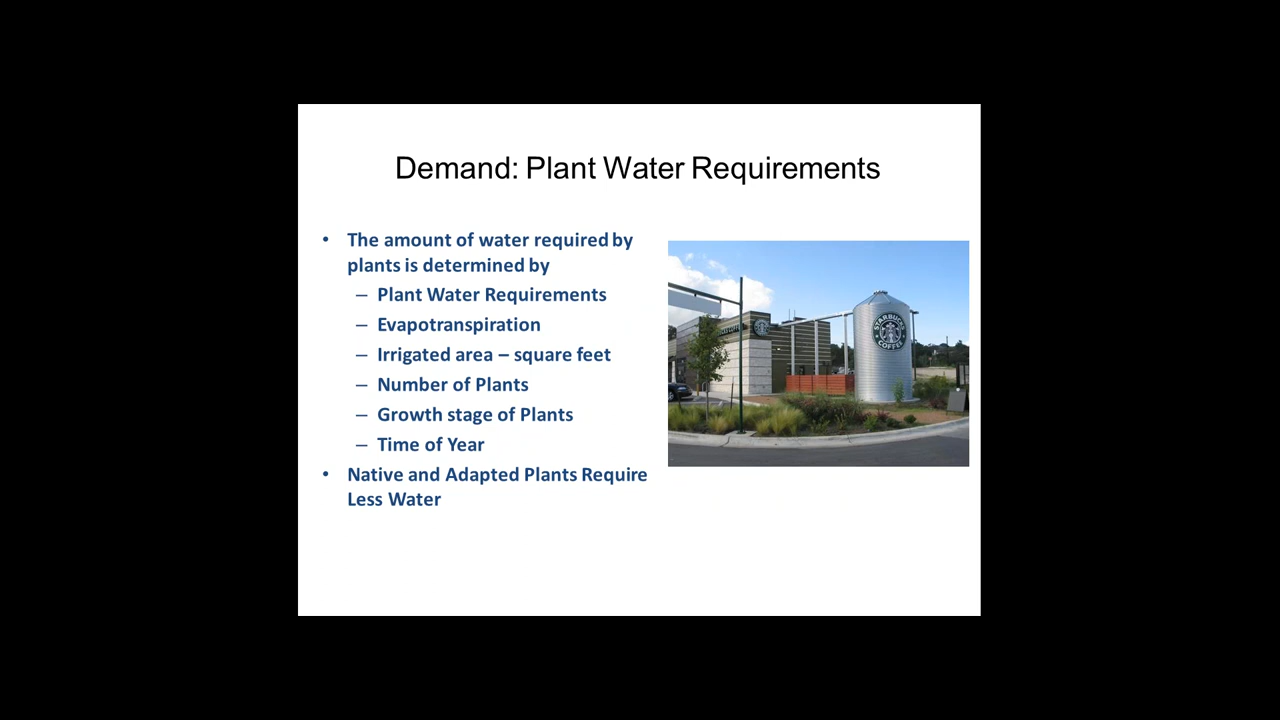 Demand: Plant Water Requirements
• The amount of water required by
plants is determined by
– Plant Water Requirements
– Evapotranspiration
– Irrigated area – square feet
– Number of Plants
– Growth stage of Plants
– Time of Year
• Native and Adapted Plants Require
Less Water
STARBUCKS
COFFEE